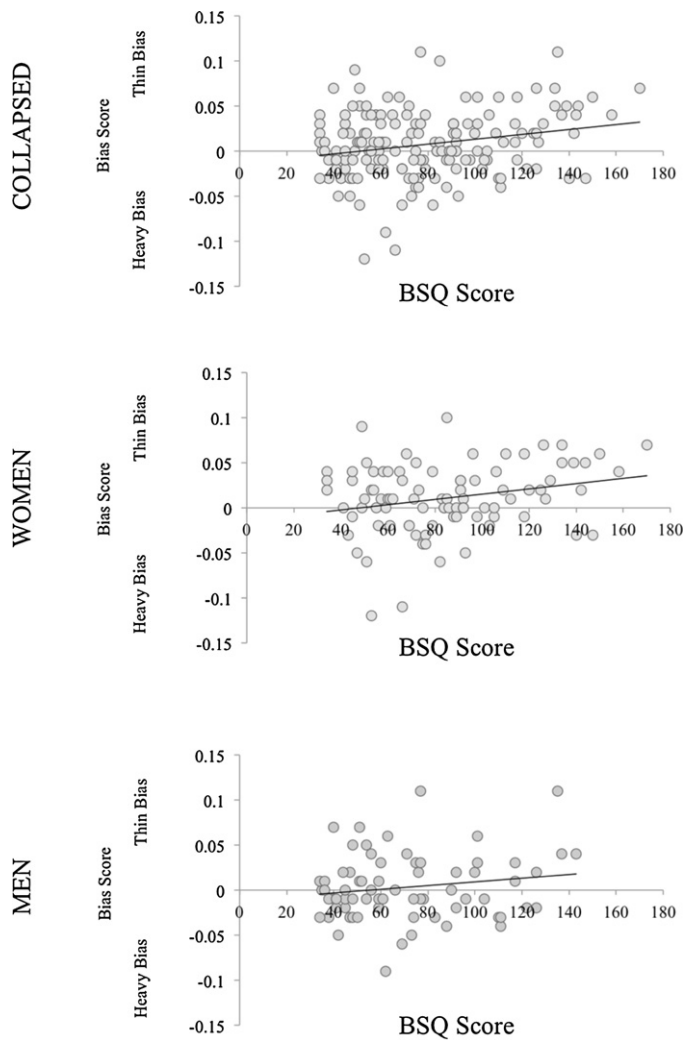 COLLAPSED
Bias Score
Heavy Bias Thin Bias
0.15
0.1
0.05
0
-0.05
-0.1
-0.15
0 20 40 60 80 100 120 140 160 180
BSQ Score
WOMEN
Bias Score
Heavy Bias Thin Bias
0.15
0.1
0.05
0
-0.05
-0.1
-0.15
0 20 40 60 80 100 120 140 160 180
BSQ Score
MEN
Bias Score
Heavy Bias Thin Bias
0.15
0.1
0.05
0
-0.05
-0.1
-0.15
0 20 40 60 80 100 120 140 160 180
BSQ Score